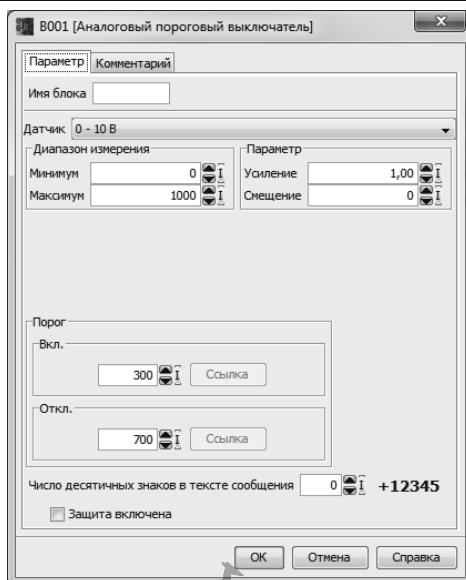 B001 [Аналоговый пороговый выключатель]
Параметр Комментарий
Имя блока
Датчик 0 - 10 В
Диапазон измерения Параметр
Минимум 0 Усиление 1,00
Максимум 1000 Смещение 0
Порог
Вкл.
300 Ссылка
Откл.
700 Ссылка
Число десятичных знаков в тексте сообщения 0 +12345
Защита включена
OK Отмена Справка